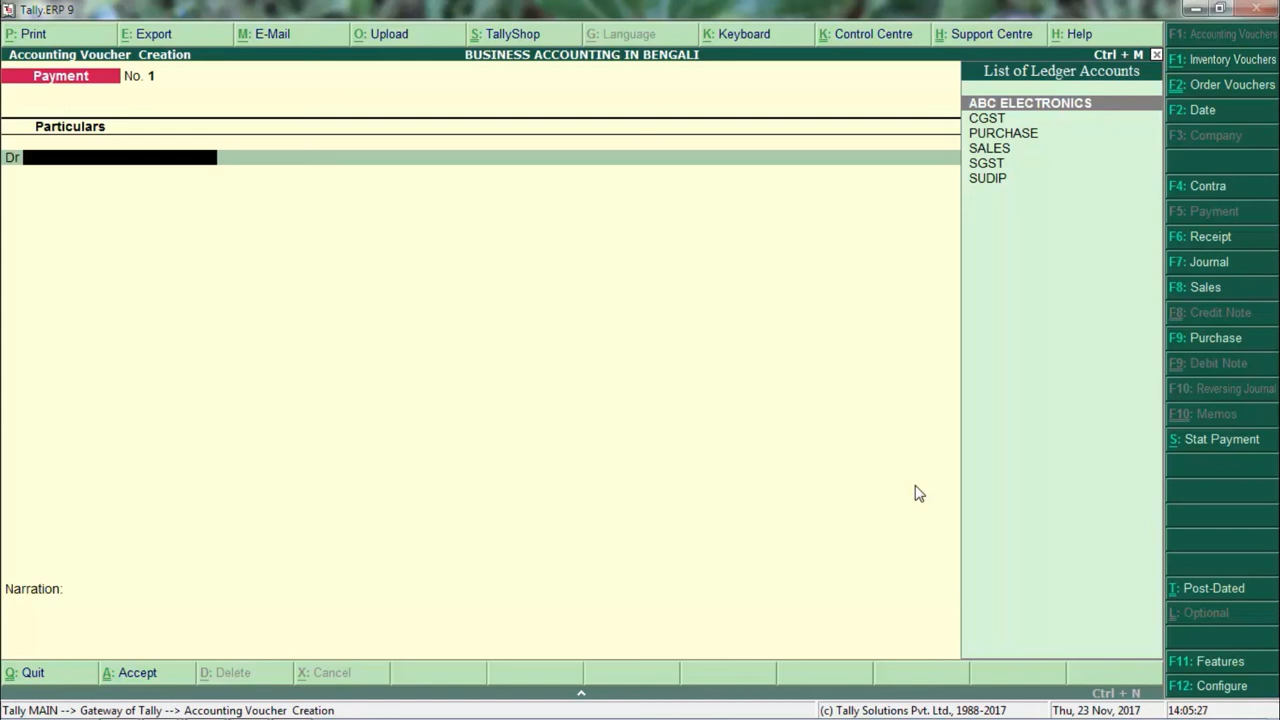 Tally.ERP 9
P: Print E: Export M: E-Mail O: Upload S: TallyShop G: Language K: Keyboard K: Control Centre H: Support Centre H: Help
Accounting Voucher Creation BUSINESS ACCOUNTING IN BENGALI Ctrl + M
Payment No. 1
Particulars
Dr
Narration:
List of Ledger Accounts
ABC ELECTRONICS
CGST
PURCHASE
SALES
SGST
SUDIP
F1: Accounting Vouchers
F1: Inventory Vouchers
F2: Order Vouchers
F2: Date
F3: Company
F4: Contra
F5: Payment
F6: Receipt
F7: Journal
F8: Sales
F8: Credit Note
F9: Purchase
F9: Debit Note
F10: Reversing Journal
F10: Memos
S: Stat Payment
T: Post-Dated
L: Optional
F11: Features
F12: Configure
Q: Quit A: Accept D: Delete X: Cancel
Ctrl + N
Tally MAIN --> Gateway of Tally --> Accounting Voucher Creation (c) Tally Solutions Pvt. Ltd., 1988-2017 Thu, 23 Nov, 2017 14:05:27